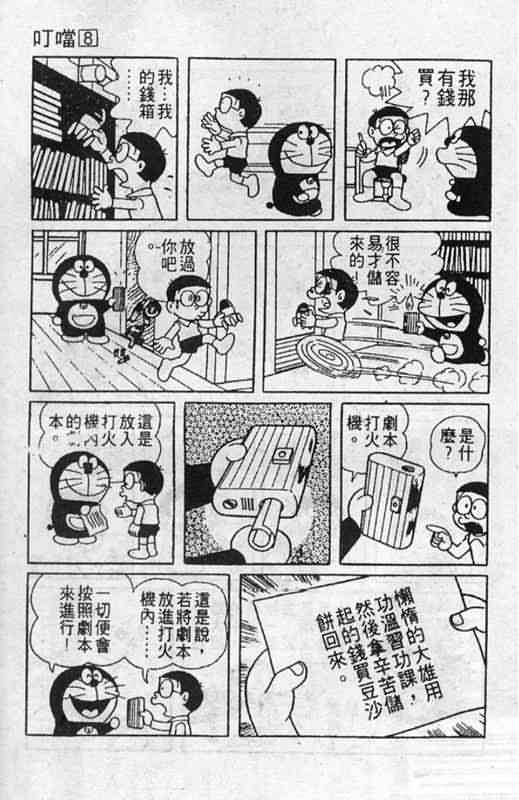 叮噹 8
我那
有錢
買?
我…我
的錢箱
……
很不容
易才儲
來的!
放過
你吧。
是什
麼?
劇本
打火
機。
這是
放入
打火
機內
的
本。
懶惰的大雄用
功溫習功課,
然後拿辛苦儲
起的錢買豆沙
餅回來。
這是說,
若將劇本
放進打火
機內……
一切便會
按照劇本
來進行!